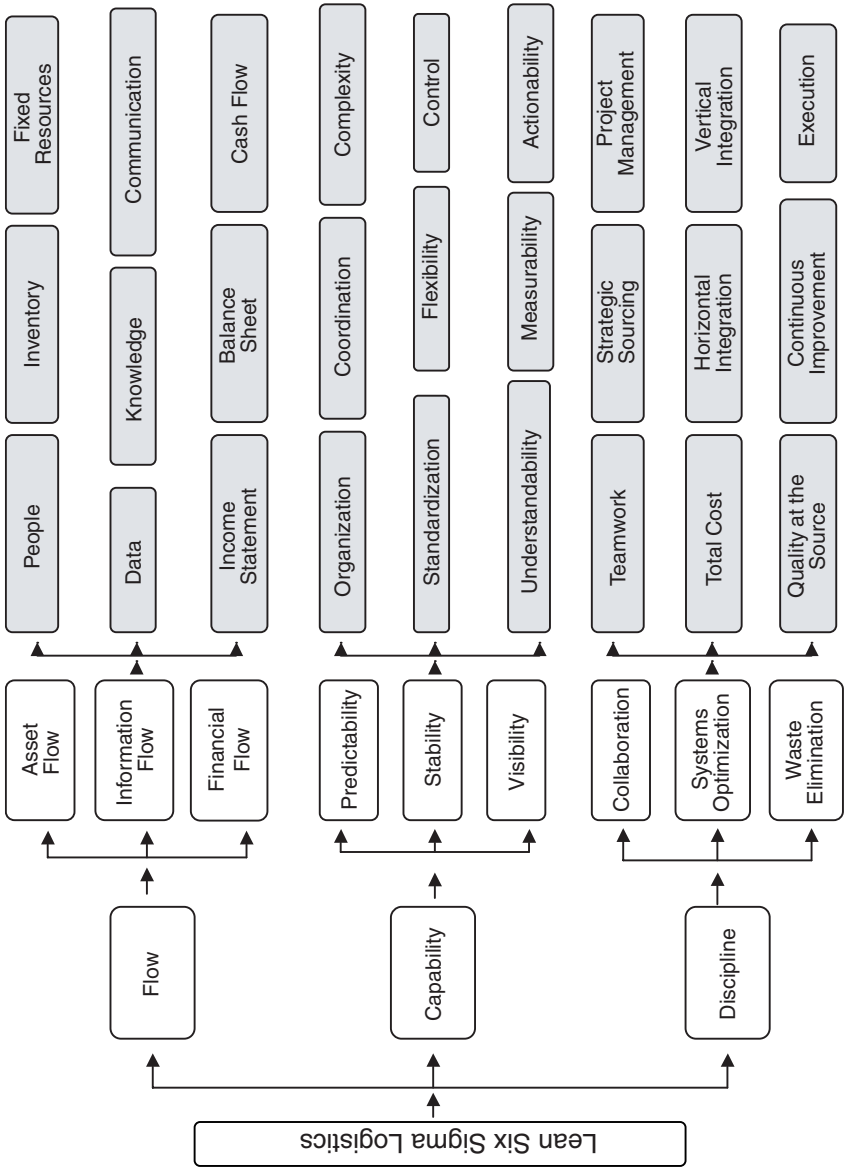 Lean Six Sigma Logistics
Flow
Asset
Flow
People
Inventory
Fixed
Resources
Information
Flow
Data
Knowledge
Communication
Financial
Flow
Income
Statement
Balance
Sheet
Cash Flow
Capability
Predictability
Organization
Coordination
Complexity
Stability
Standardization
Flexibility
Control
Visibility
Understandability
Measurability
Actionability
Discipline
Collaboration
Teamwork
Strategic
Sourcing
Project
Management
Systems
Optimization
Total Cost
Horizontal
Integration
Vertical
Integration
Waste
Elimination
Quality at the
Source
Continuous
Improvement
Execution